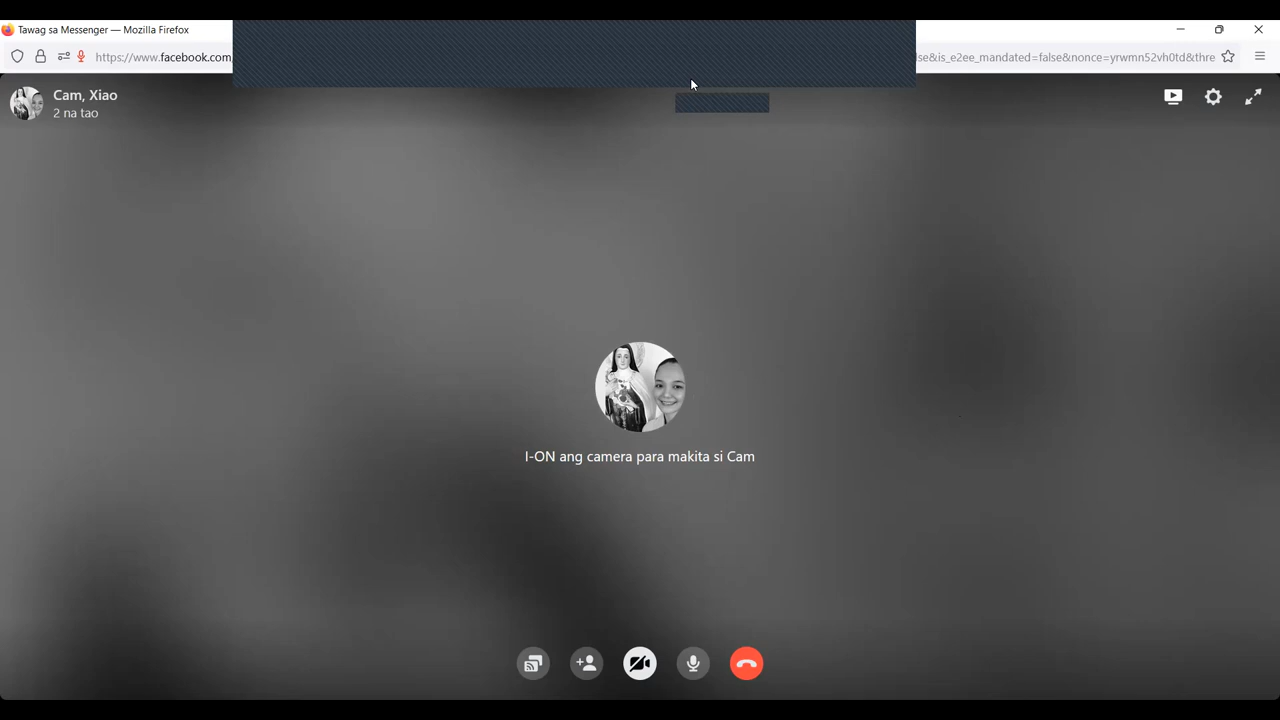 Tawag sa Messenger — Mozilla Firefox
https://www.facebook.com
se&is_e2ee_mandated=false&nonce=yrwmn52vh0td&thre
Cam, Xiao
2 na tao
I-ON ang camera para makita si Cam